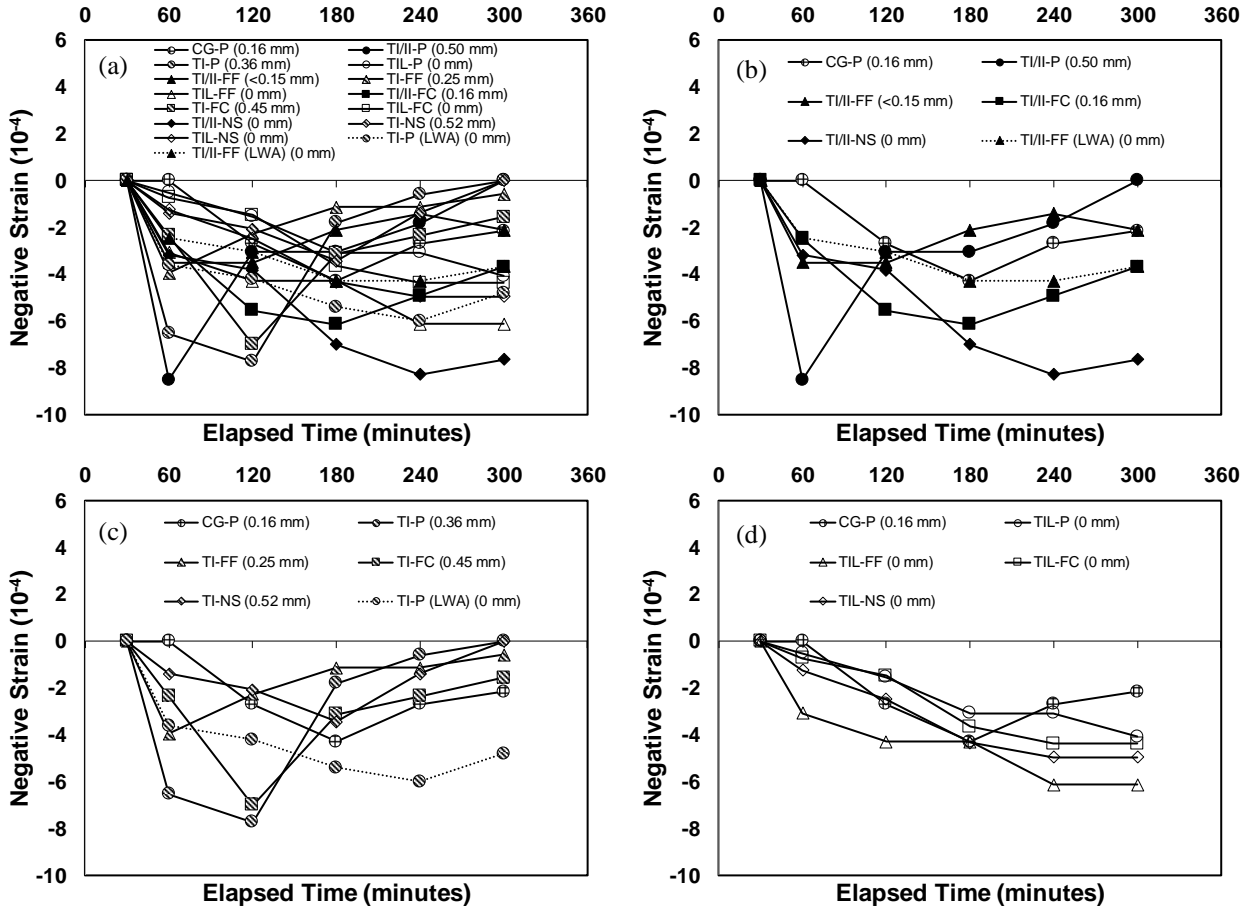 0 60 120 180 240 300 360
6
4
2
0
-2
-4
-6
-8
-10
Negative Strain (10-4)
(a)
CG-P (0.16 mm) TI/II-P (0.50 mm)
TI-P (0.36 mm) TIL-P (0 mm)
TI/II-FF (<0.15 mm) TI-FF (0.25 mm)
TIL-FF (0 mm) TI/II-FC (0.16 mm)
TI-FC (0.45 mm) TIL-FC (0 mm)
TI/II-NS (0 mm) TI-NS (0.52 mm)
TIL-NS (0 mm) TI-P (LWA) (0 mm)
TI/II-FF (LWA) (0 mm)
Elapsed Time (minutes)
0 60 120 180 240 300 360
6
4
2
0
-2
-4
-6
-8
-10
Negative Strain (10-4)
(b)
CG-P (0.16 mm) TI/II-P (0.50 mm)
TI/II-FF (<0.15 mm) TI/II-FC (0.16 mm)
TI/II-NS (0 mm) TI/II-FF (LWA) (0 mm)
Elapsed Time (minutes)
0 60 120 180 240 300 360
6
4
2
0
-2
-4
-6
-8
-10
Negative Strain (10-4)
(c)
CG-P (0.16 mm) TI-P (0.36 mm)
TI-FF (0.25 mm) TI-FC (0.45 mm)
TI-NS (0.52 mm) TI-P (LWA) (0 mm)
Elapsed Time (minutes)
0 60 120 180 240 300 360
6
4
2
0
-2
-4
-6
-8
-10
Negative Strain (10-4)
(d)
CG-P (0.16 mm) TIL-P (0 mm)
TIL-FF (0 mm) TIL-FC (0 mm)
TIL-NS (0 mm)
Elapsed Time (minutes)